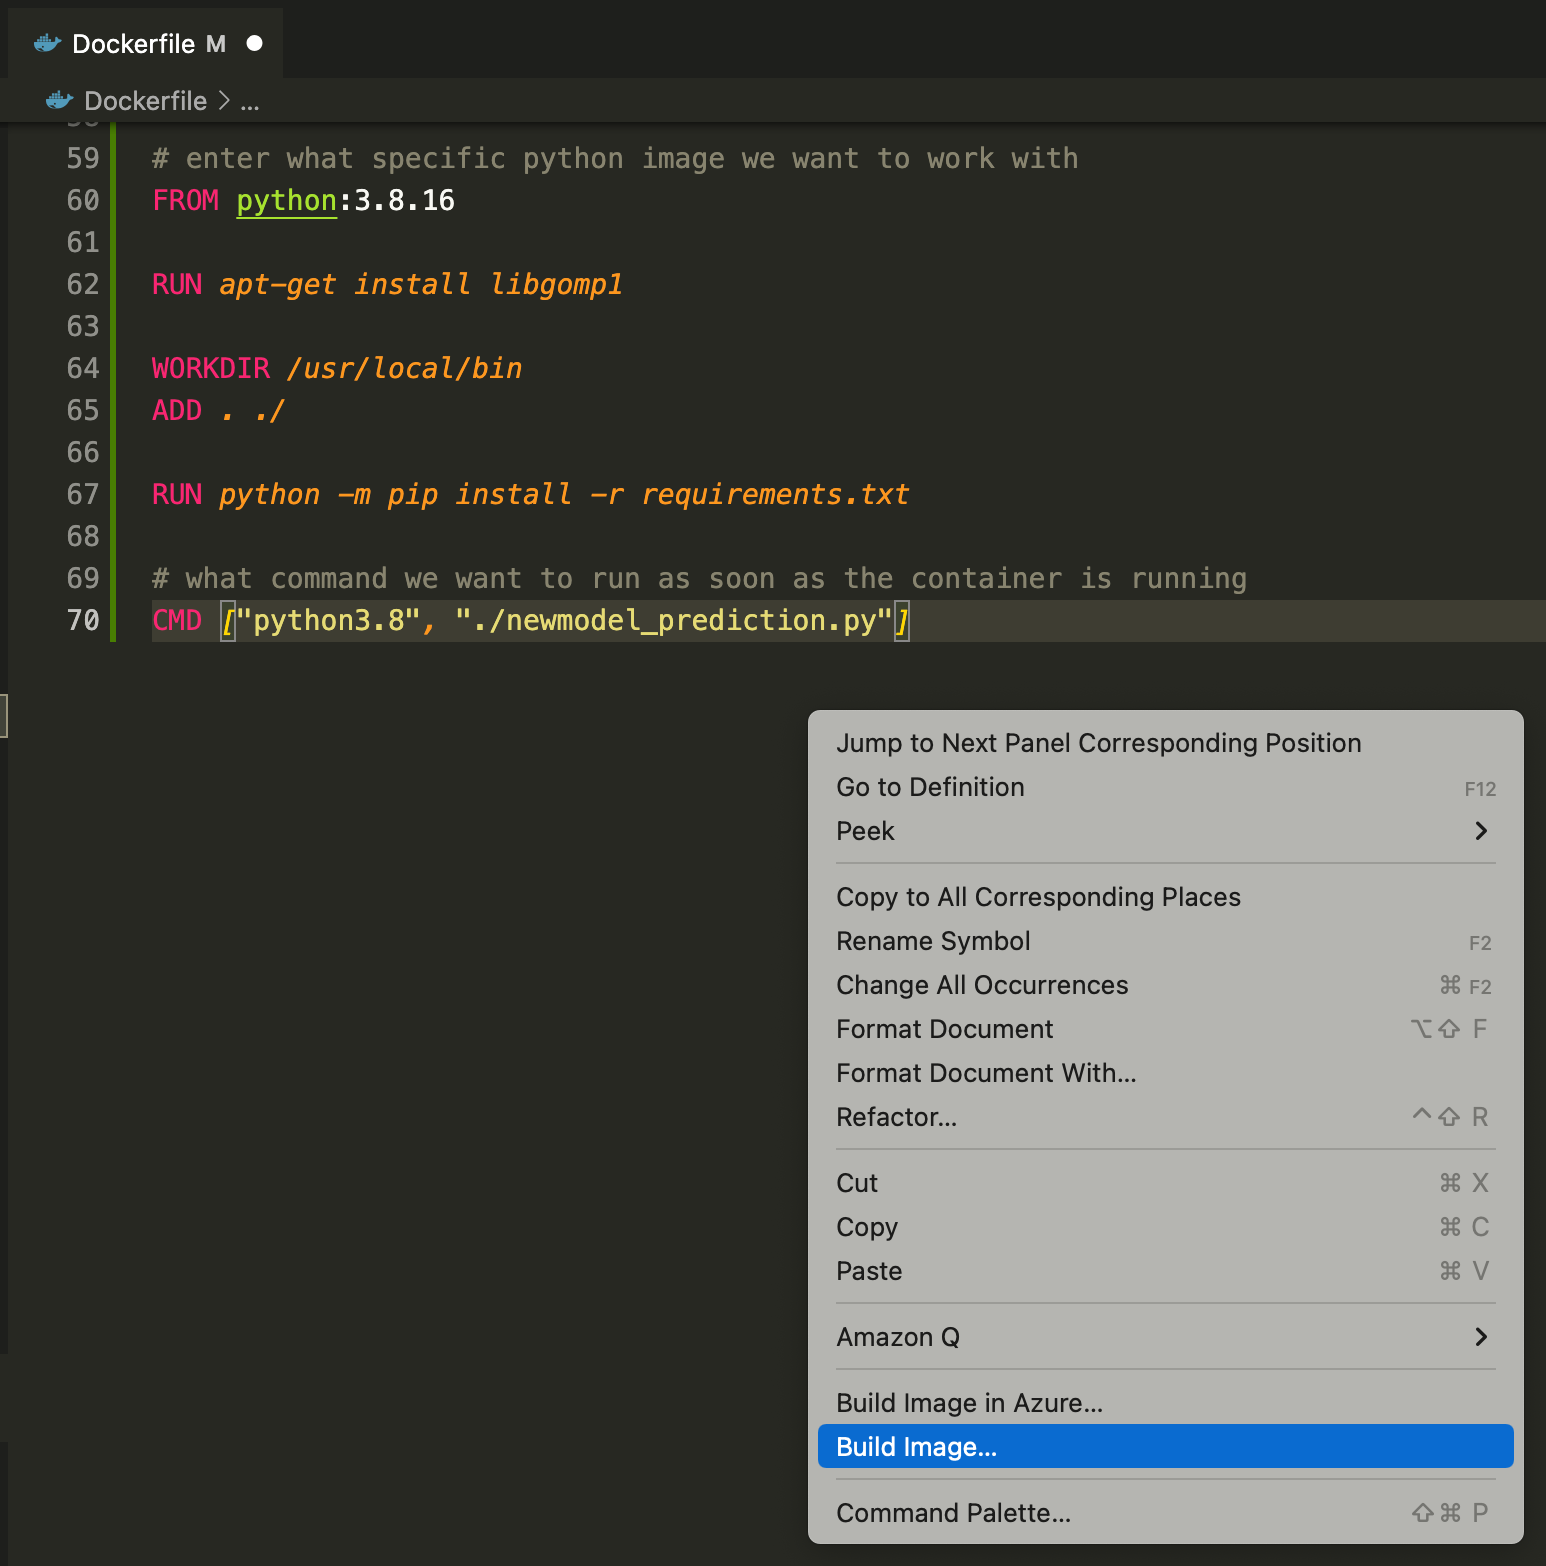 Dockerfile M
Dockerfile > ...
59 # enter what specific python image we want to work with
60 FROM python:3.8.16
61
62 RUN apt-get install libgomp1
63
64 WORKDIR /usr/local/bin
65 ADD . ./
66
67 RUN python -m pip install -r requirements.txt
68
69 # what command we want to run as soon as the container is running
70 CMD ["python3.8", "./newmodel_prediction.py"]
Jump to Next Panel Corresponding Position
Go to Definition F12
Peek
Copy to All Corresponding Places
Rename Symbol F2
Change All Occurrences ⌘ F2
Format Document ⌥⇧ F
Format Document With...
Refactor... ^⇧ R
Cut ⌘ X
Copy ⌘ C
Paste ⌘ V
Amazon Q
Build Image in Azure...
Build Image...
Command Palette... ⇧⌘ P